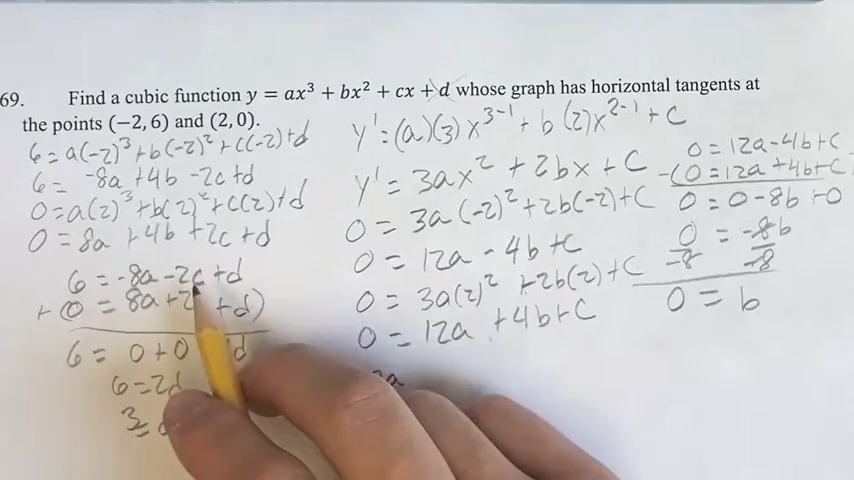 69. Find a cubic function y = ax³ + bx² + cx + d whose graph has horizontal tangents at
the points (−2, 6) and (2, 0).
6 = a(-2)³ + b(-2)² + c(-2) + d
6 = -8a + 4b - 2c + d
0 = a(2)³ + b(2)² + c(2) + d
0 = 8a + 4b + 2c + d
6 = -8a - 2c + d
+ (0 = 8a + 2 + d)
6 = 0 + 0 d
6 = 2d
3 =
y' = (a)(3)x³⁻¹ + b(2)x²⁻¹ + c
y' = 3ax² + 2bx + c
0 = 3a(-2)² + 2b(-2) + c
0 = 12a - 4b + c
0 = 3a(2)² + 2b(2) + c
0 = 12a + 4b + c
0 = 12a - 4b + c
-(0 = 12a + 4b + c)
0 = 0 - 8b + 0
0 = -8b
-8 -8
0 = b